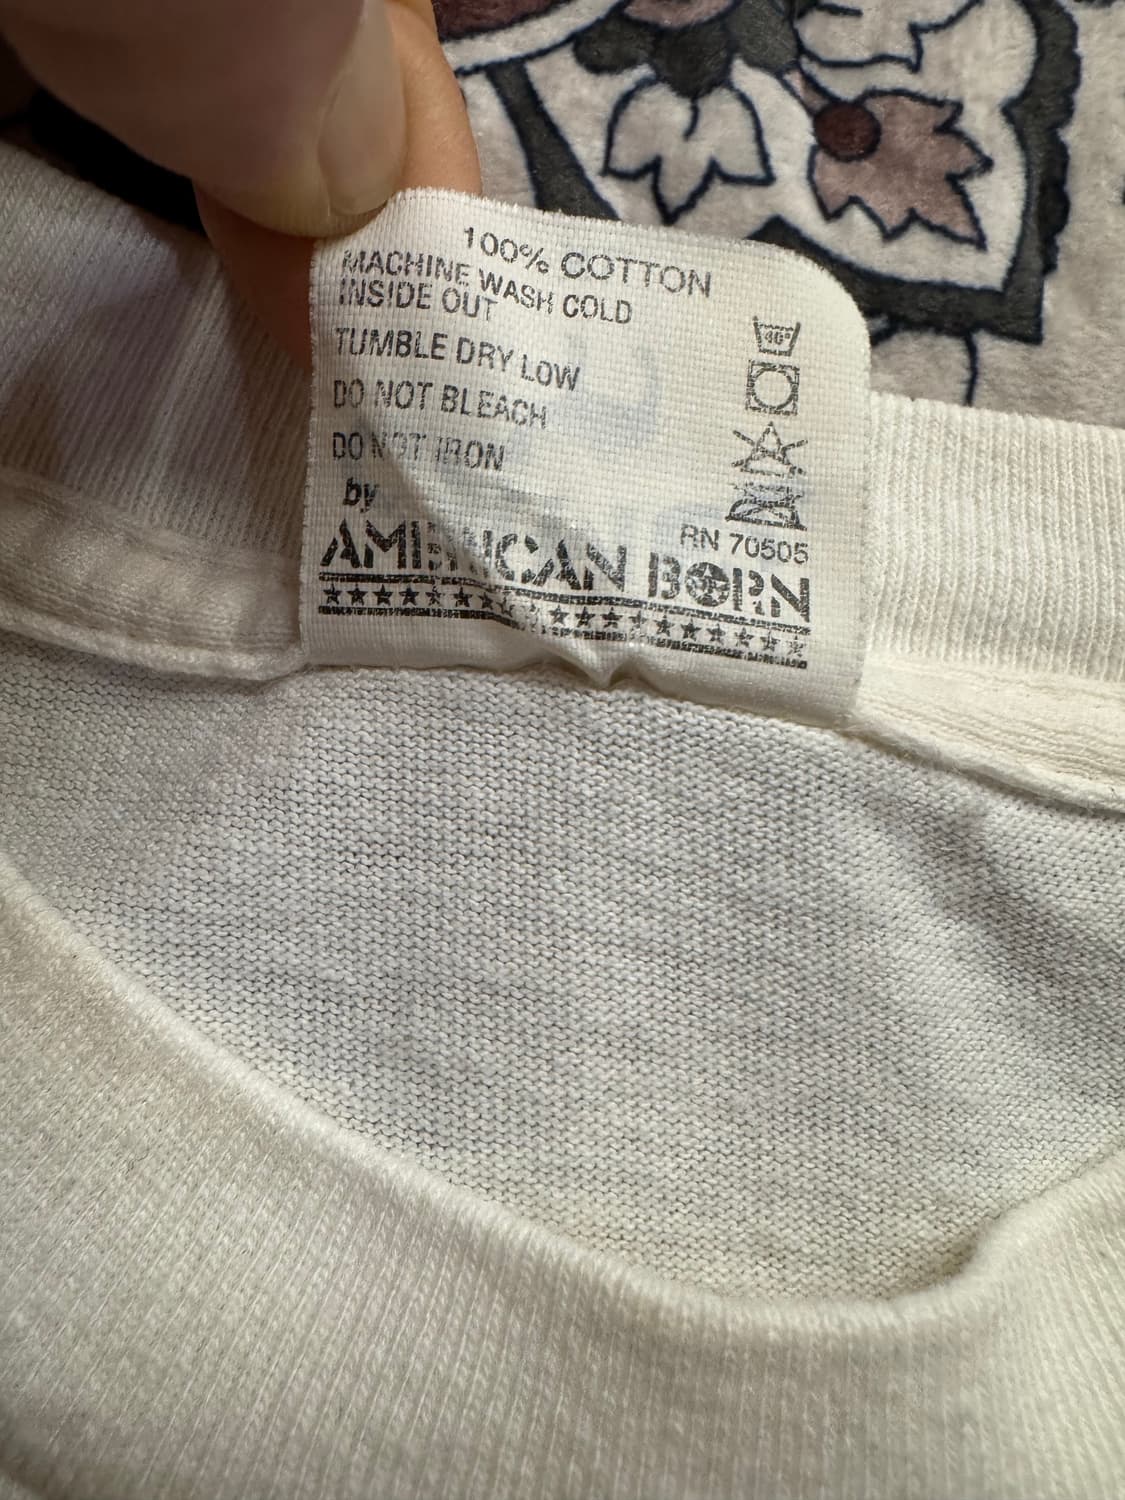 100% COTTON
MACHINE WASH COLD
INSIDE OUT
TUMBLE DRY LOW
DO NOT BLEACH
DO NOT IRON
by
RN 70505
AMERICAN BORN
40°